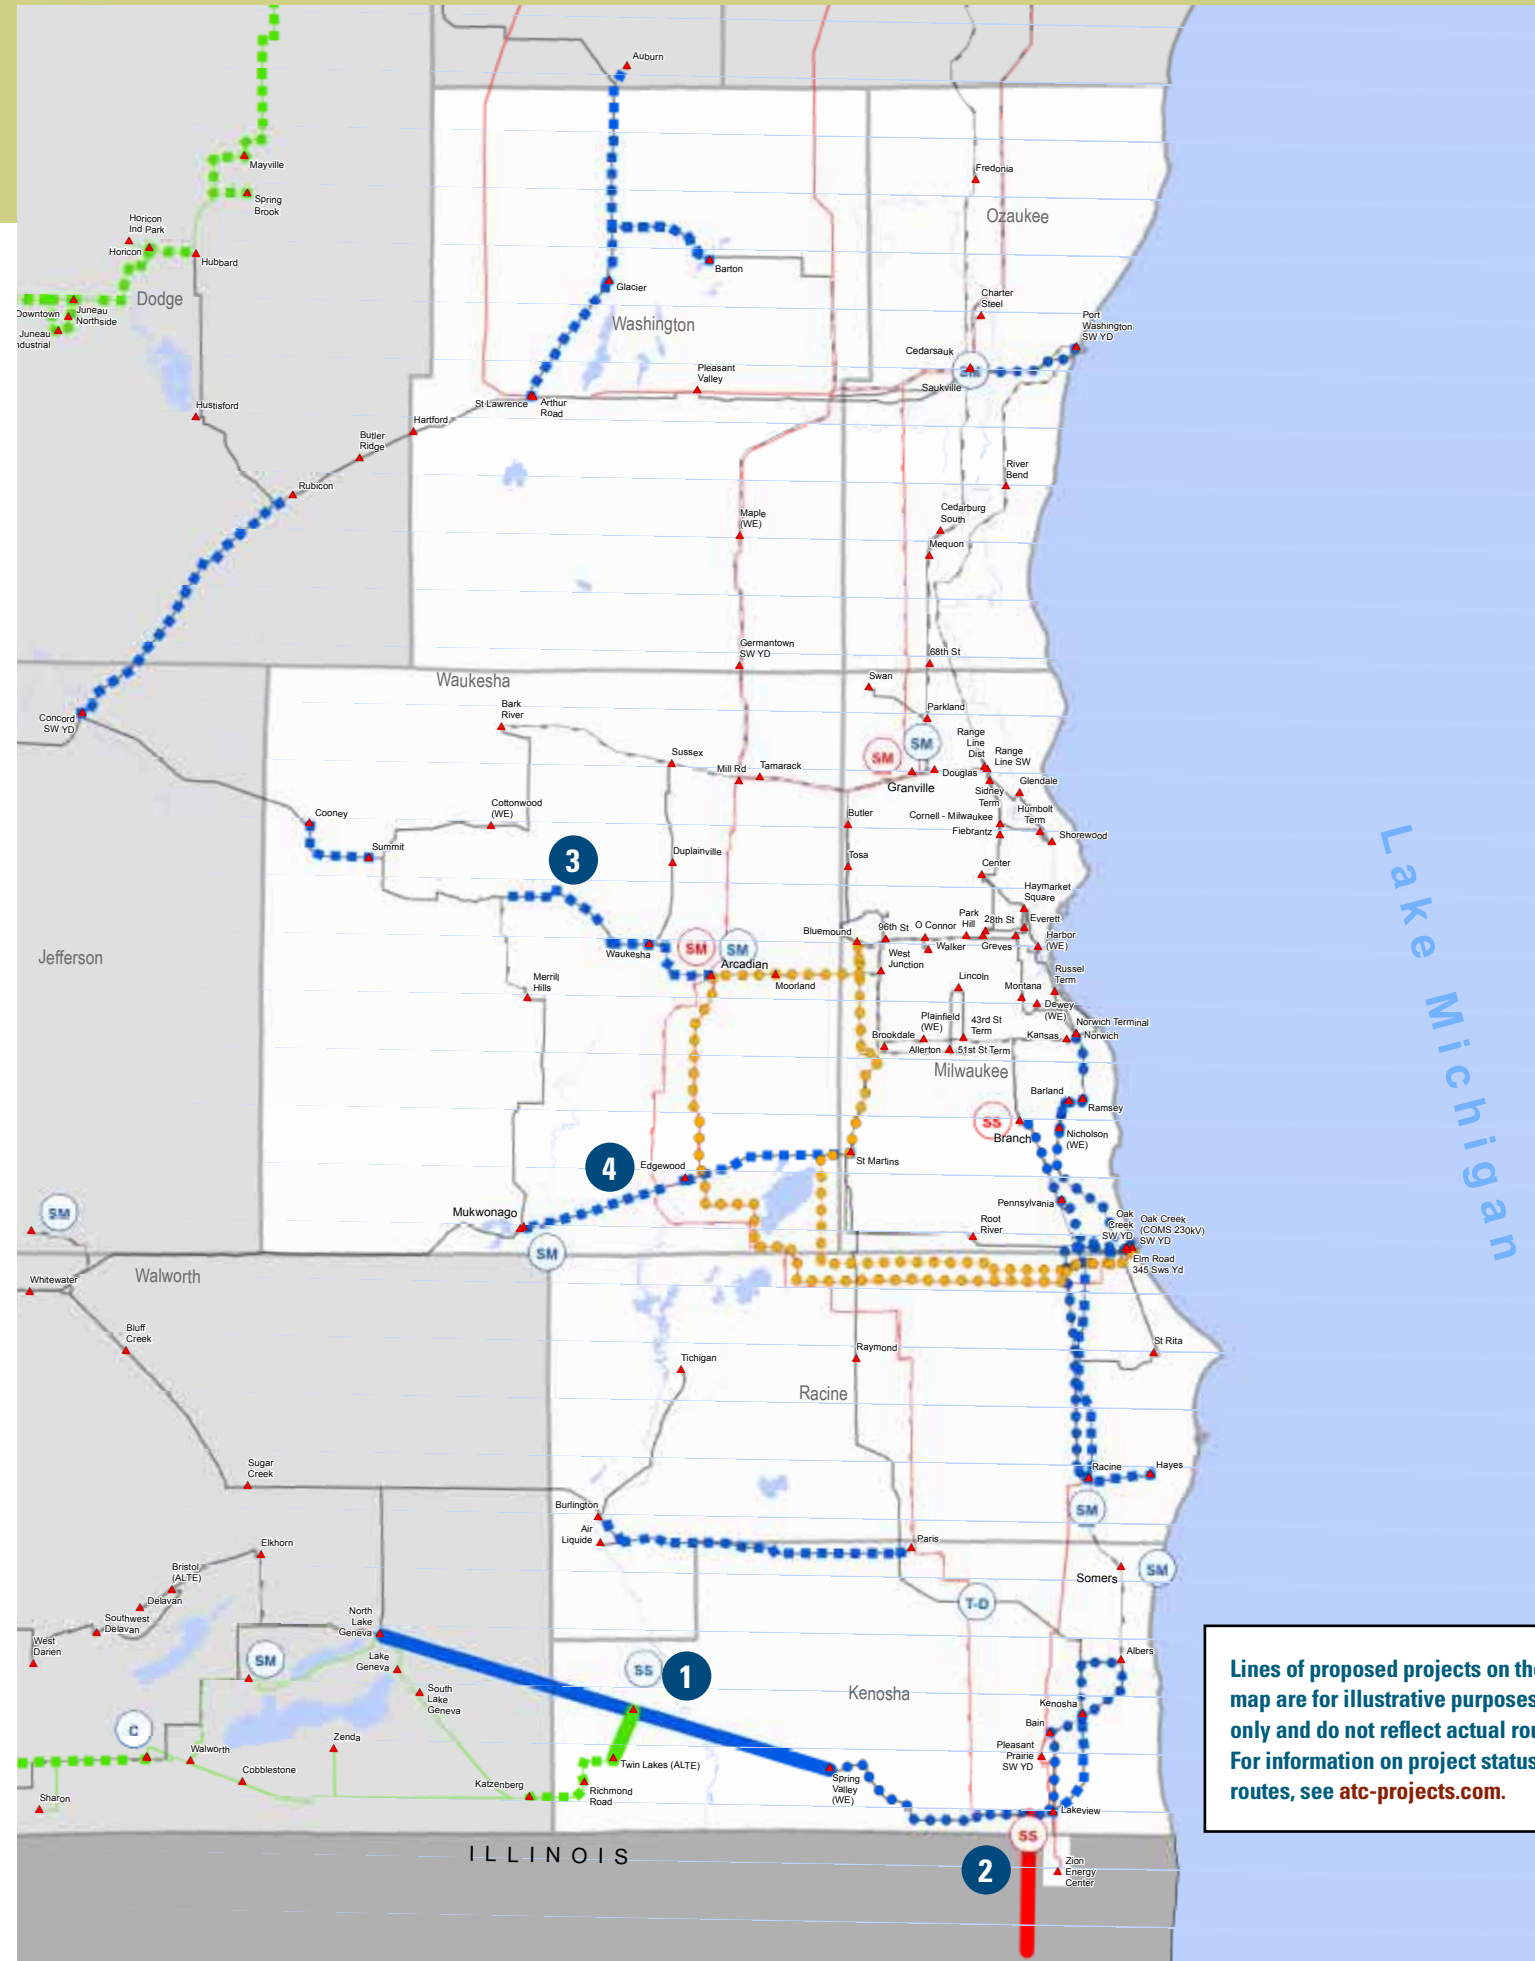 Auburn
Mayville
Spring
Brook
Fredonia
Horicon
Ind Park
Horicon
Hubbard
Ozaukee
Barton
Glacier
Dodge
Downtown
Juneau
Northside
Juneau
ndustrial
Washington
Charter
Steel
Port
Washington
SW YD
Cedarsauk
SM
Saukville
Pleasant
Valley
St Lawrence
Arthur
Road
Hustisford
Hartford
Butler
Ridge
Rubicon
River
Bend
Maple
(WE)
Cedarburg
South
Mequon
Germantown
SW YD
68th St
Waukesha
Swan
Concord
SW YD
Bark
River
Parkland
Sussex
Mill Rd
Tamarack
SM
SM
Range
Line
Dist
Range
Line SW
Douglas
Granville
Sidney
Term
Glendale
Cottonwood
(WE)
Cooney
Butler
Cornell - Milwaukee
Humbolt
Term
Fiebrantz
Shorewood
Summit
3
Duplainville
Tosa
Center
Haymarket
Square
Lake Michigan
Park
Hill
28th St
Everett
Bluemound
96th St
O Connor
Walker
Greves
Harbor
(WE)
Waukesha
SM
SM
Arcadian
Moorland
West
Junction
Jefferson
Merrill
Hills
Lincoln
Montana
Russel
Term
Dewey
(WE)
Plainfield
(WE)
43rd St
Term
Norwich Terminal
Norwich
Kansas
Brookdale
Allerton
51st St Term
Milwaukee
Barland
Ramsey
SS
Branch
Nicholson
(WE)
4
Edgewood
St Martins
Pennsylvania
SM
Mukwonago
SM
Root
River
Oak
Creek
SW YD
Oak Creek
(COMS 230kV)
SW YD
Elm Road
345 Sws Yd
Whitewater
Walworth
Bluff
Creek
Tichigan
Raymond
St Rita
Racine
Sugar
Creek
Racine
Hayes
SM
Burlington
Air
Liquide
Paris
Elkhorn
Bristol
(ALTE)
Delavan
Southwest
Delavan
Somers
SM
T-D
West
Darien
North
Lake
Geneva
SM
Lake
Geneva
SS
1
South
Lake
Geneva
Kenosha
Albers
Kenosha
Bain
C
Walworth
Zenda
Cobblestone
Twin Lakes (ALTE)
Pleasant
Prairie
SW YD
Sharon
Katzenberg
Richmond
Road
Spring
Valley
(WE)
Lakeview
ILLINOIS
SS
2
Zion
Energy
Center
Lines of proposed projects on the
map are for illustrative purposes
only and do not reflect actual rou
For information on project status
routes, see atc-projects.com.